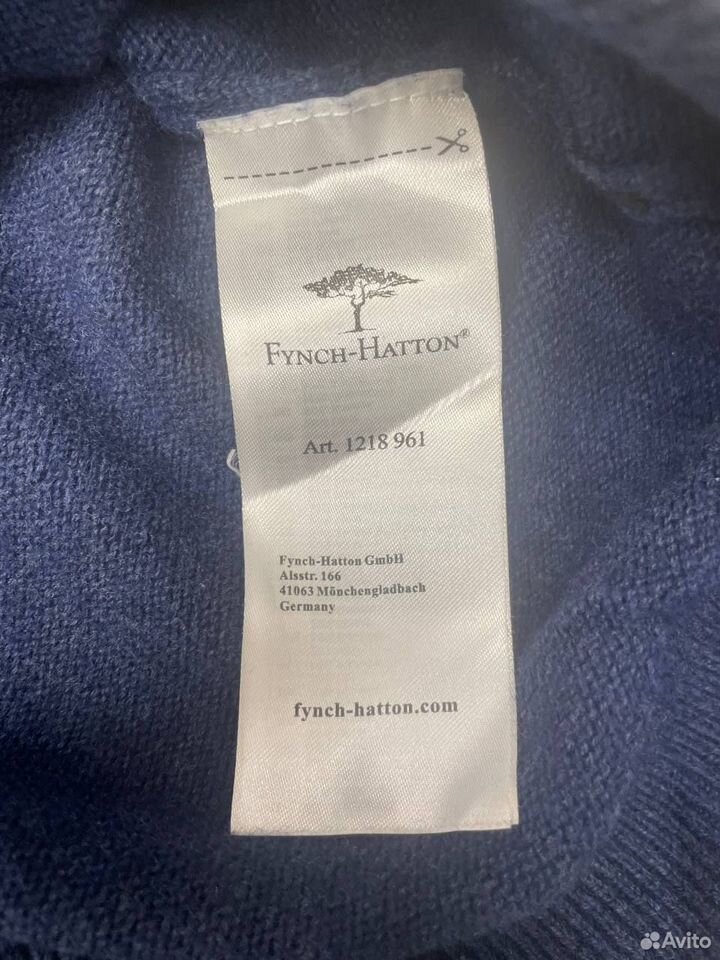 FYNCH-HATTON®
Art. 1218 961
Fynch-Hatton GmbH
Alsstr. 166
41063 Mönchengladbach
Germany
fynch-hatton.com
Avito